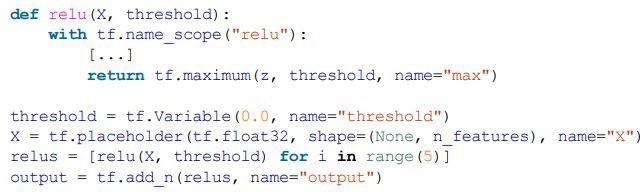 def relu(X, threshold):
    with tf.name_scope("relu"):
        [...]
        return tf.maximum(z, threshold, name="max")

threshold = tf.Variable(0.0, name="threshold")
X = tf.placeholder(tf.float32, shape=(None, n_features), name="X")
relus = [relu(X, threshold) for i in range(5)]
output = tf.add_n(relus, name="output")